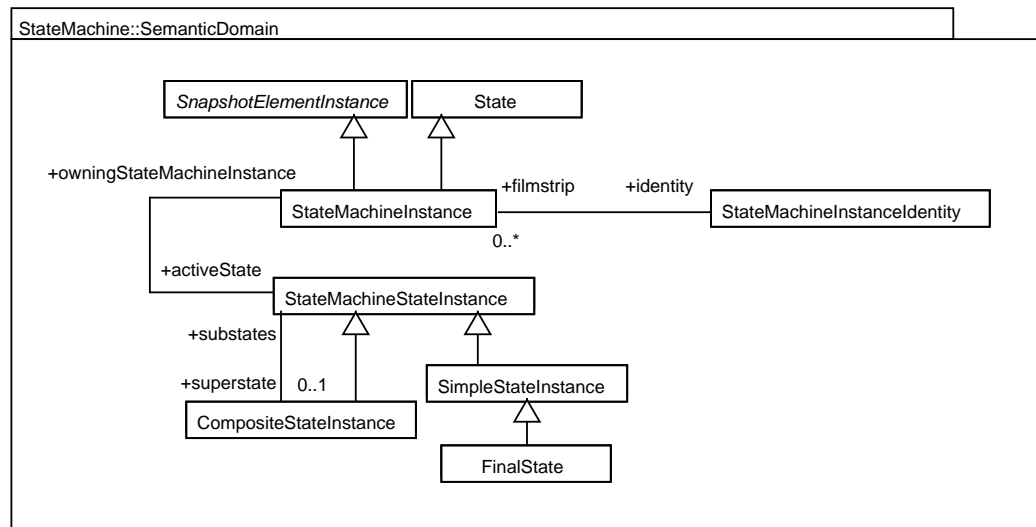 StateMachine::SemanticDomain
SnapshotElementInstance
State
+owningStateMachineInstance
+filmstrip
+identity
StateMachineInstance
StateMachineInstanceIdentity
0..*
+activeState
StateMachineStateInstance
+substates
+superstate
0..1
SimpleStateInstance
CompositeStateInstance
FinalState